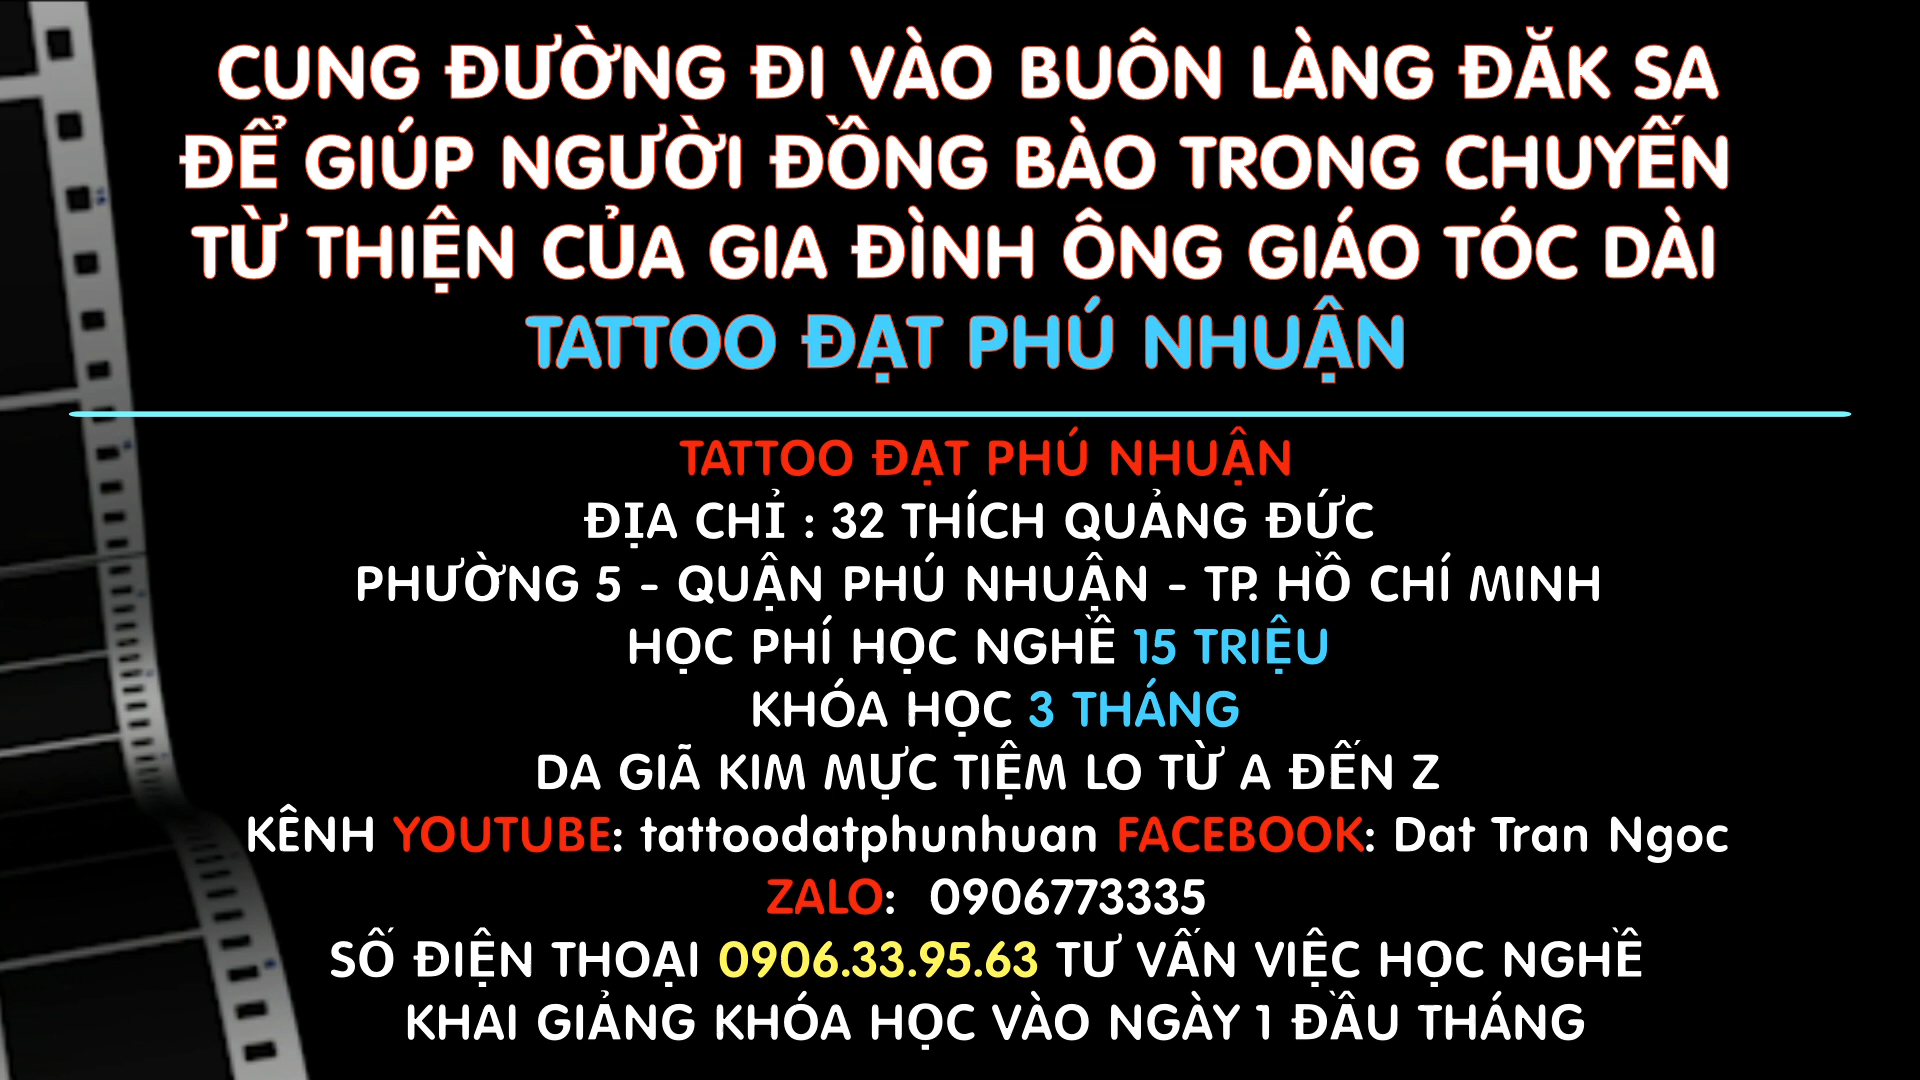 CUNG ĐƯỜNG ĐI VÀO BUÔN LÀNG ĐĂK SA
ĐỂ GIÚP NGƯỜI ĐỒNG BÀO TRONG CHUYẾN
TỪ THIỆN CỦA GIA ĐÌNH ÔNG GIÁO TÓC DÀI
TATTOO ĐẠT PHÚ NHUẬN
TATTOO ĐẠT PHÚ NHUẬN
ĐỊA CHỈ : 32 THÍCH QUẢNG ĐỨC
PHƯỜNG 5 - QUẬN PHÚ NHUẬN - TP. HỒ CHÍ MINH
HỌC PHÍ HỌC NGHỀ 15 TRIỆU
KHÓA HỌC 3 THÁNG
DA GIÃ KIM MỰC TIỆM LO TỪ A ĐẾN Z
KÊNH YOUTUBE: tattoodatphunhuan FACEBOOK: Dat Tran Ngoc
ZALO: 0906773335
SỐ ĐIỆN THOẠI 0906.33.95.63 TƯ VẤN VIỆC HỌC NGHỀ
KHAI GIẢNG KHÓA HỌC VÀO NGÀY 1 ĐẦU THÁNG